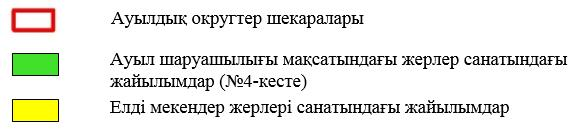 Ауылдық округтер шекаралары
Ауыл шаруашылығы мақсатындағы жерлер санатындағы
жайылымдар (№4-кесте)
Елді мекендер жерлері санатындағы жайылымдар